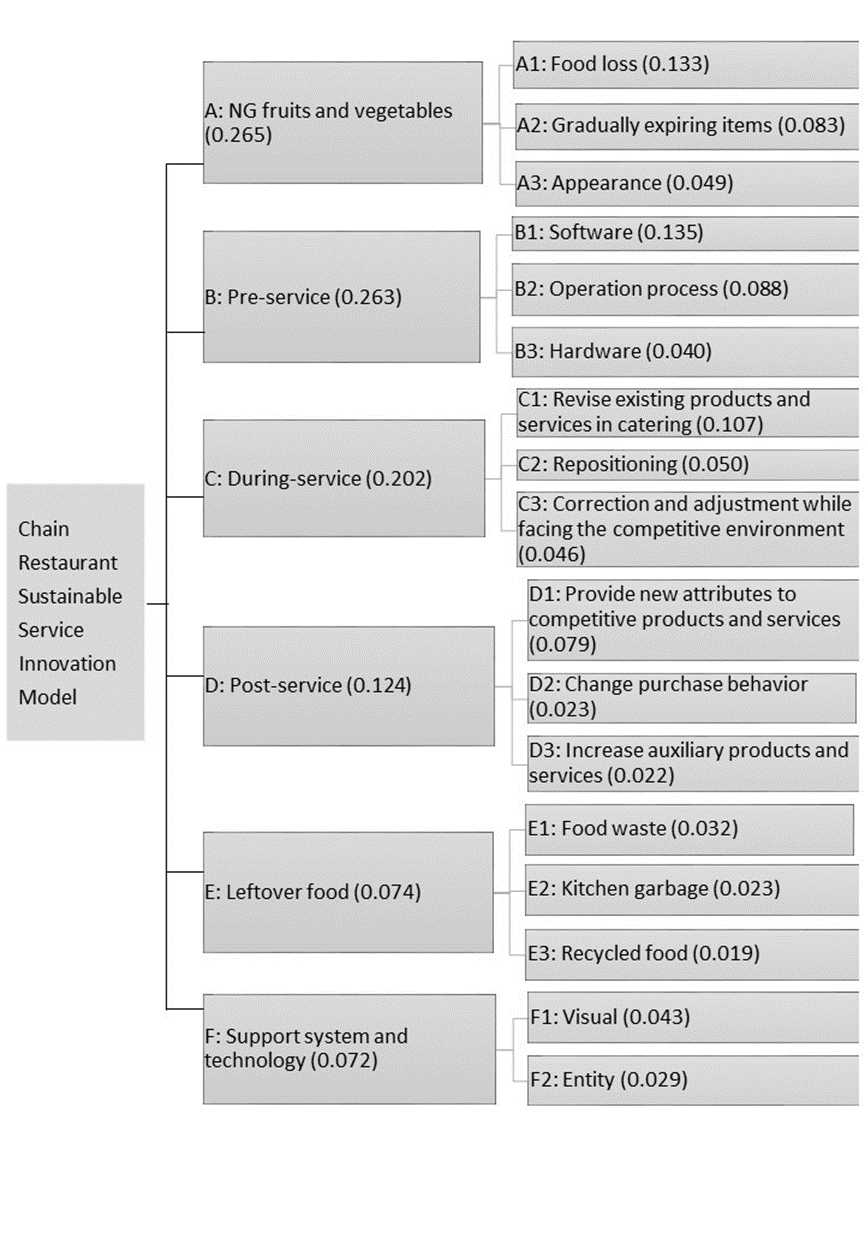 Chain
Restaurant
Sustainable
Service
Innovation
Model
A: NG fruits and vegetables
(0.265)
A1: Food loss (0.133)
A2: Gradually expiring items (0.083)
A3: Appearance (0.049)
B: Pre-service (0.263)
B1: Software (0.135)
B2: Operation process (0.088)
B3: Hardware (0.040)
C: During-service (0.202)
C1: Revise existing products and
services in catering (0.107)
C2: Repositioning (0.050)
C3: Correction and adjustment while
facing the competitive environment
(0.046)
D: Post-service (0.124)
D1: Provide new attributes to
competitive products and services
(0.079)
D2: Change purchase behavior
(0.023)
D3: Increase auxiliary products and
services (0.022)
E: Leftover food (0.074)
E1: Food waste (0.032)
E2: Kitchen garbage (0.023)
E3: Recycled food (0.019)
F: Support system and
technology (0.072)
F1: Visual (0.043)
F2: Entity (0.029)